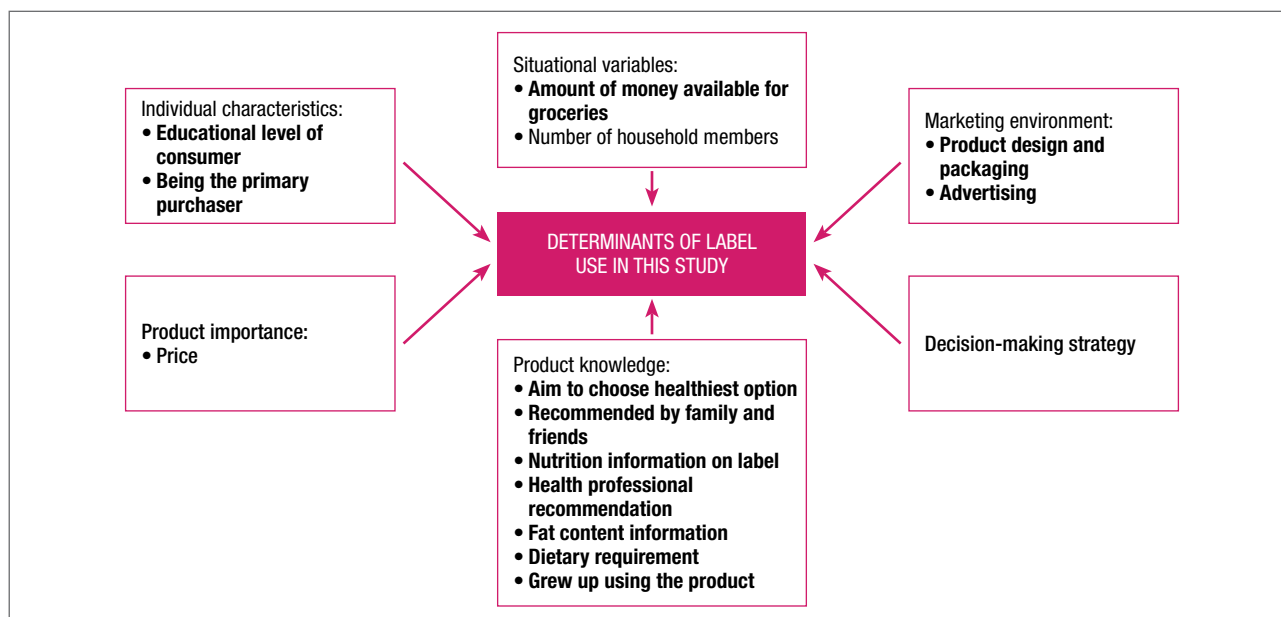 Situational variables:
• Amount of money available for
groceries
• Number of household members
Individual characteristics:
• Educational level of
consumer
• Being the primary
purchaser
Marketing environment:
• Product design and
packaging
• Advertising
DETERMINANTS OF LABEL
USE IN THIS STUDY
Product importance:
• Price
Product knowledge:
• Aim to choose healthiest option
• Recommended by family and
friends
• Nutrition information on label
• Health professional
recommendation
• Fat content information
• Dietary requirement
• Grew up using the product
Decision-making strategy